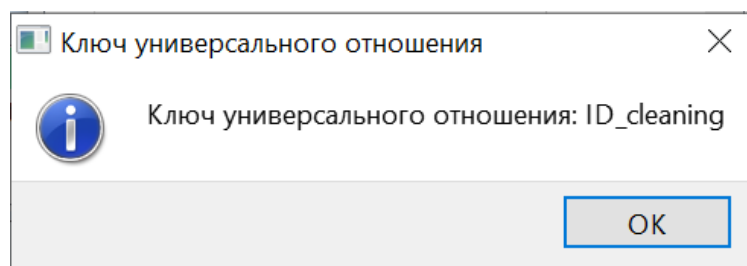 Ключ универсального отношения
Ключ универсального отношения: ID_cleaning
OK